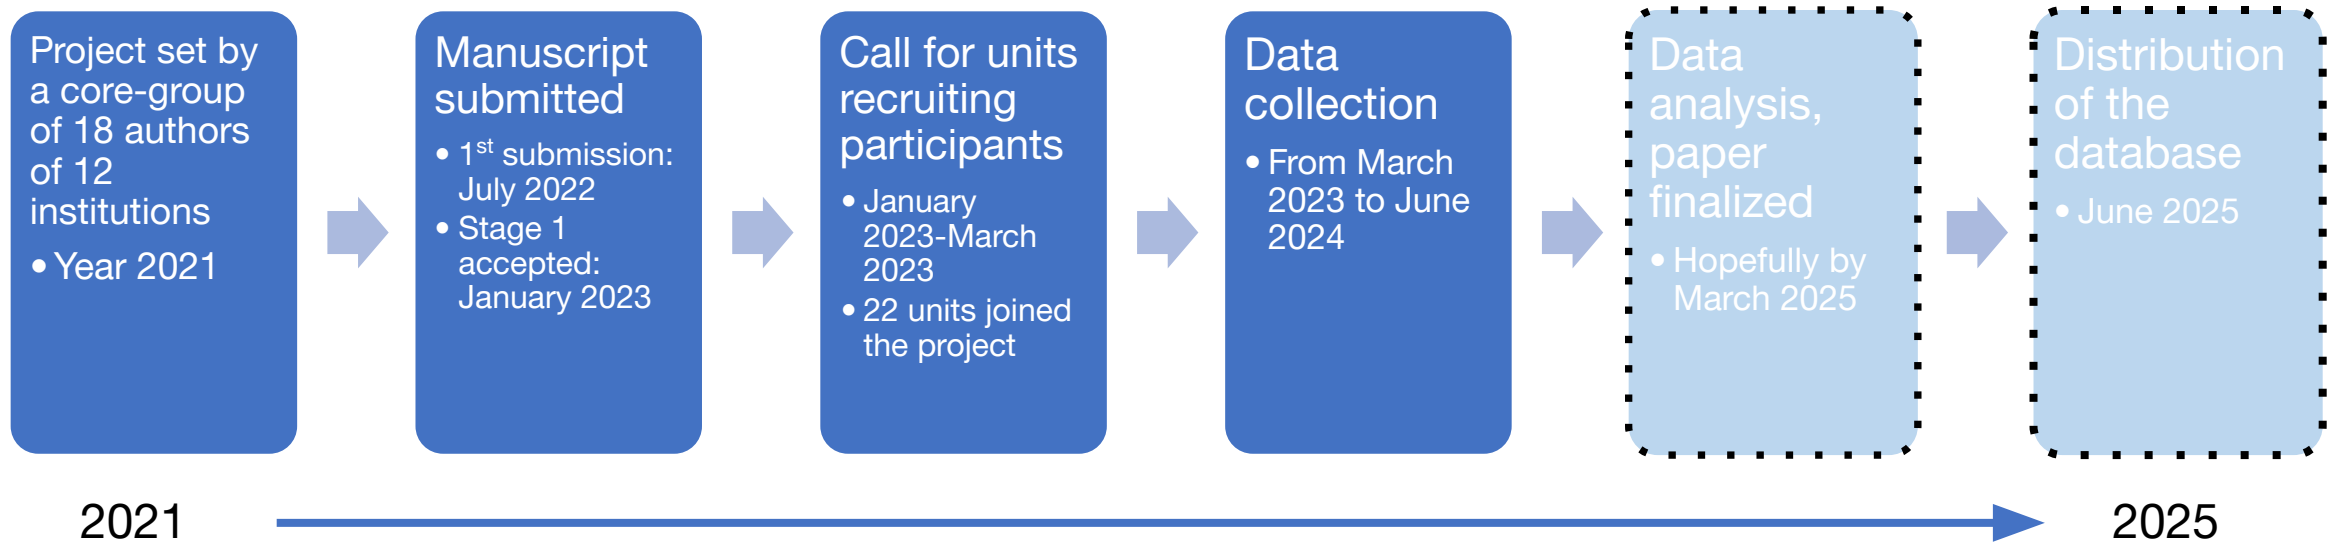 Project set by
a core-group
of 18 authors
of 12
institutions
• Year 2021
Manuscript
submitted
• 1st submission:
July 2022
• Stage 1
accepted:
January 2023
Call for units
recruiting
participants
• January
2023-March
2023
• 22 units joined
the project
Data
collection
• From March
2023 to June
2024
Data
analysis,
paper
finalized
• Hopefully by
March 2025
Distribution
of the
database
• June 2025
2021
2025